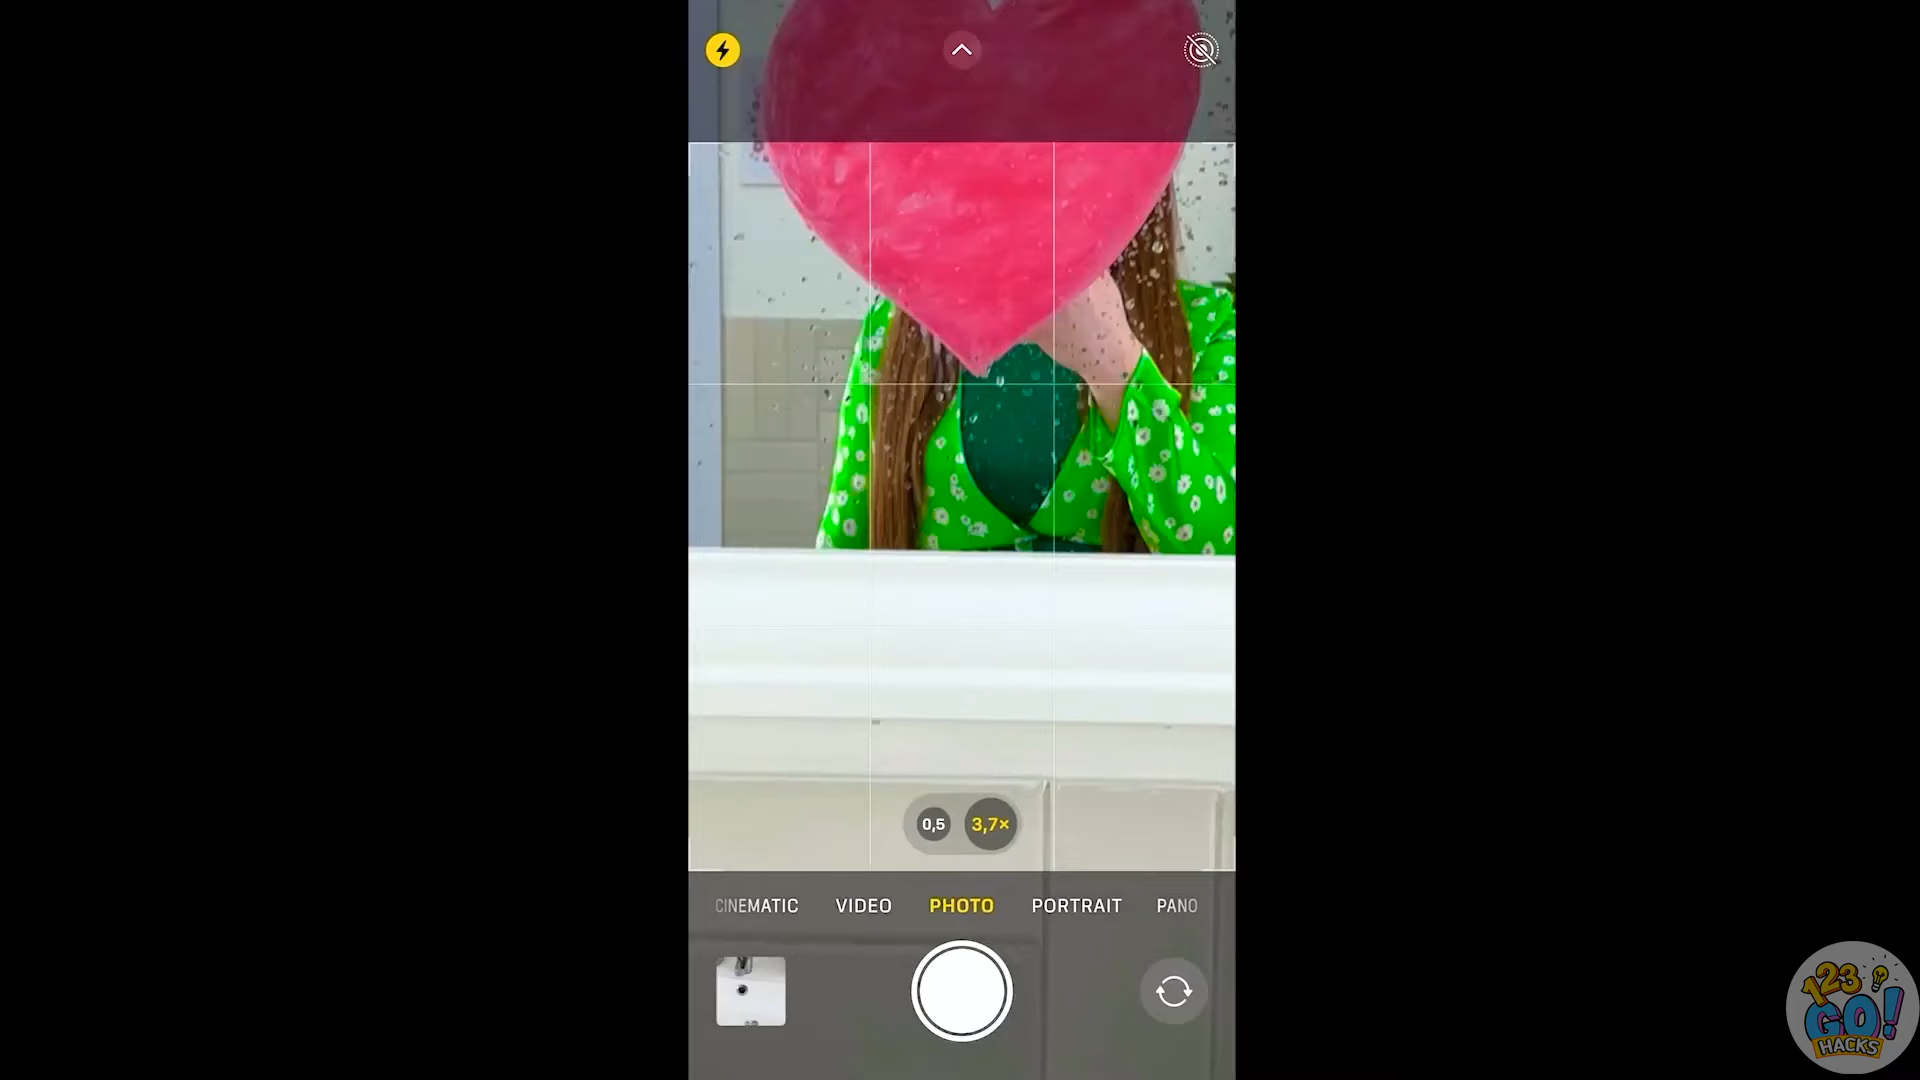 0,5 3,7×
CINEMATIC VIDEO PHOTO PORTRAIT PANO
123
GO!
HACKS